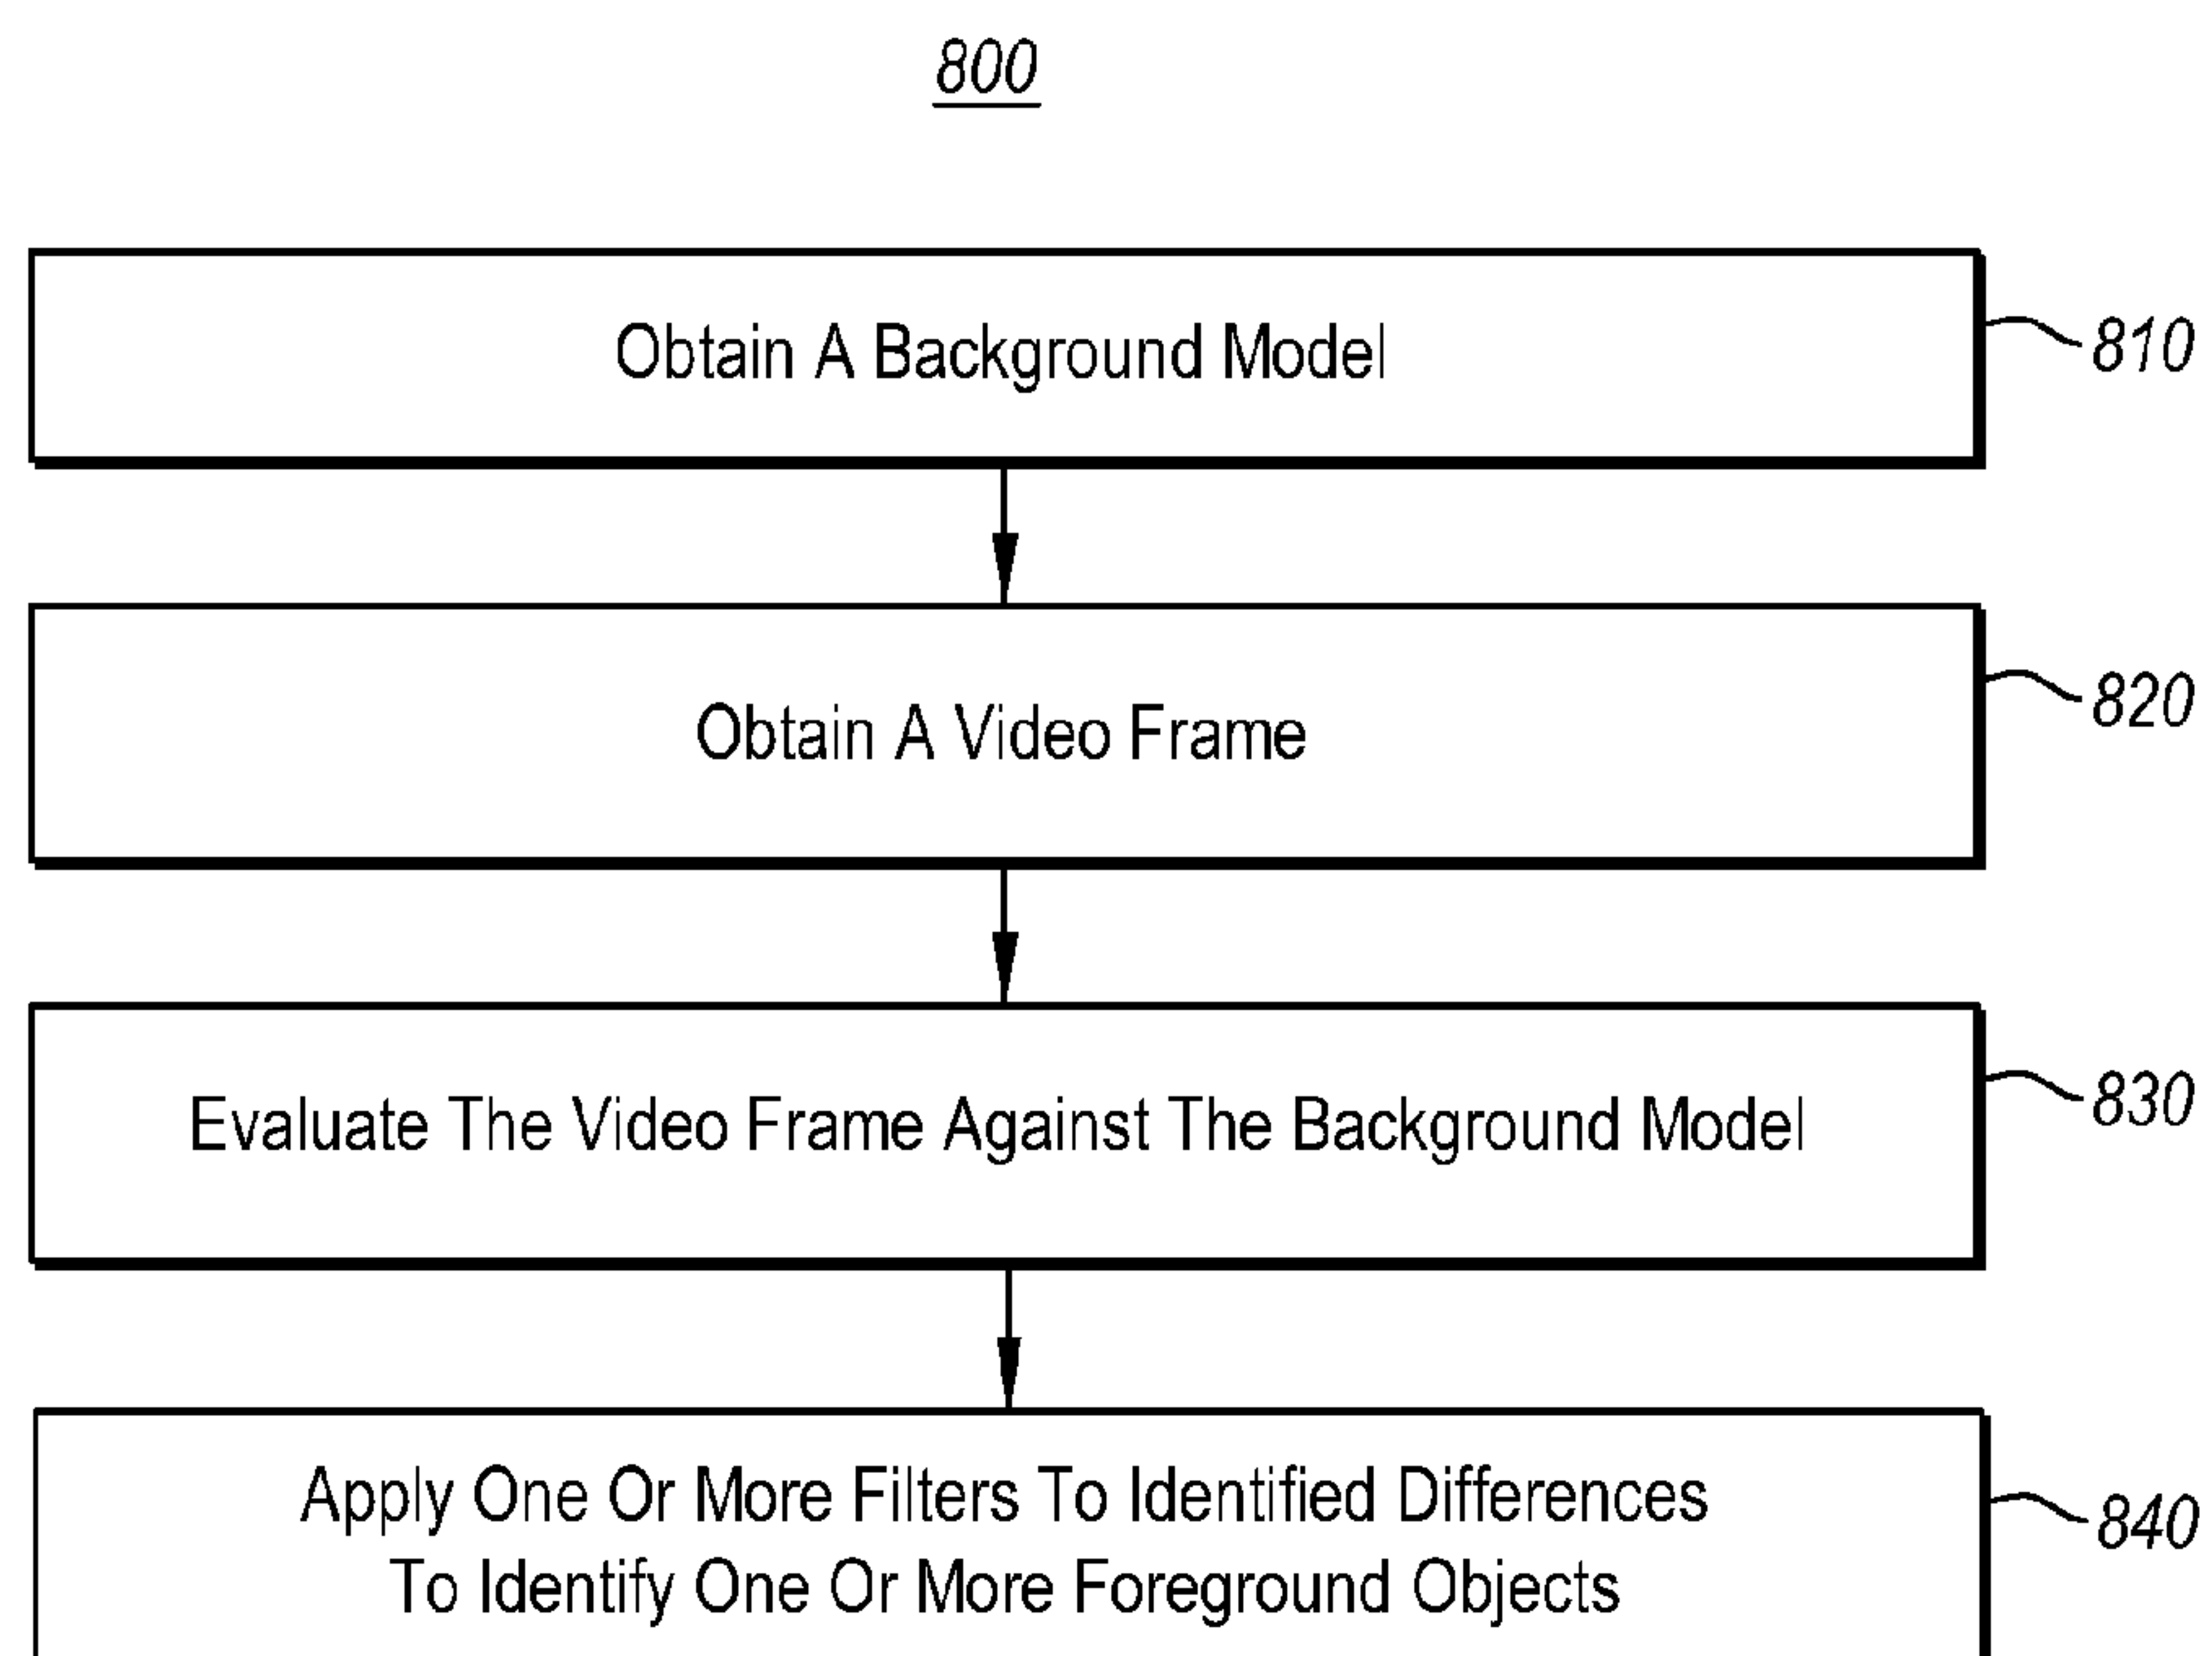 800
Obtain A Background Model
810
Obtain A Video Frame
820
Evaluate The Video Frame Against The Background Model
830
Apply One Or More Filters To Identified Differences
To Identify One Or More Foreground Objects
840